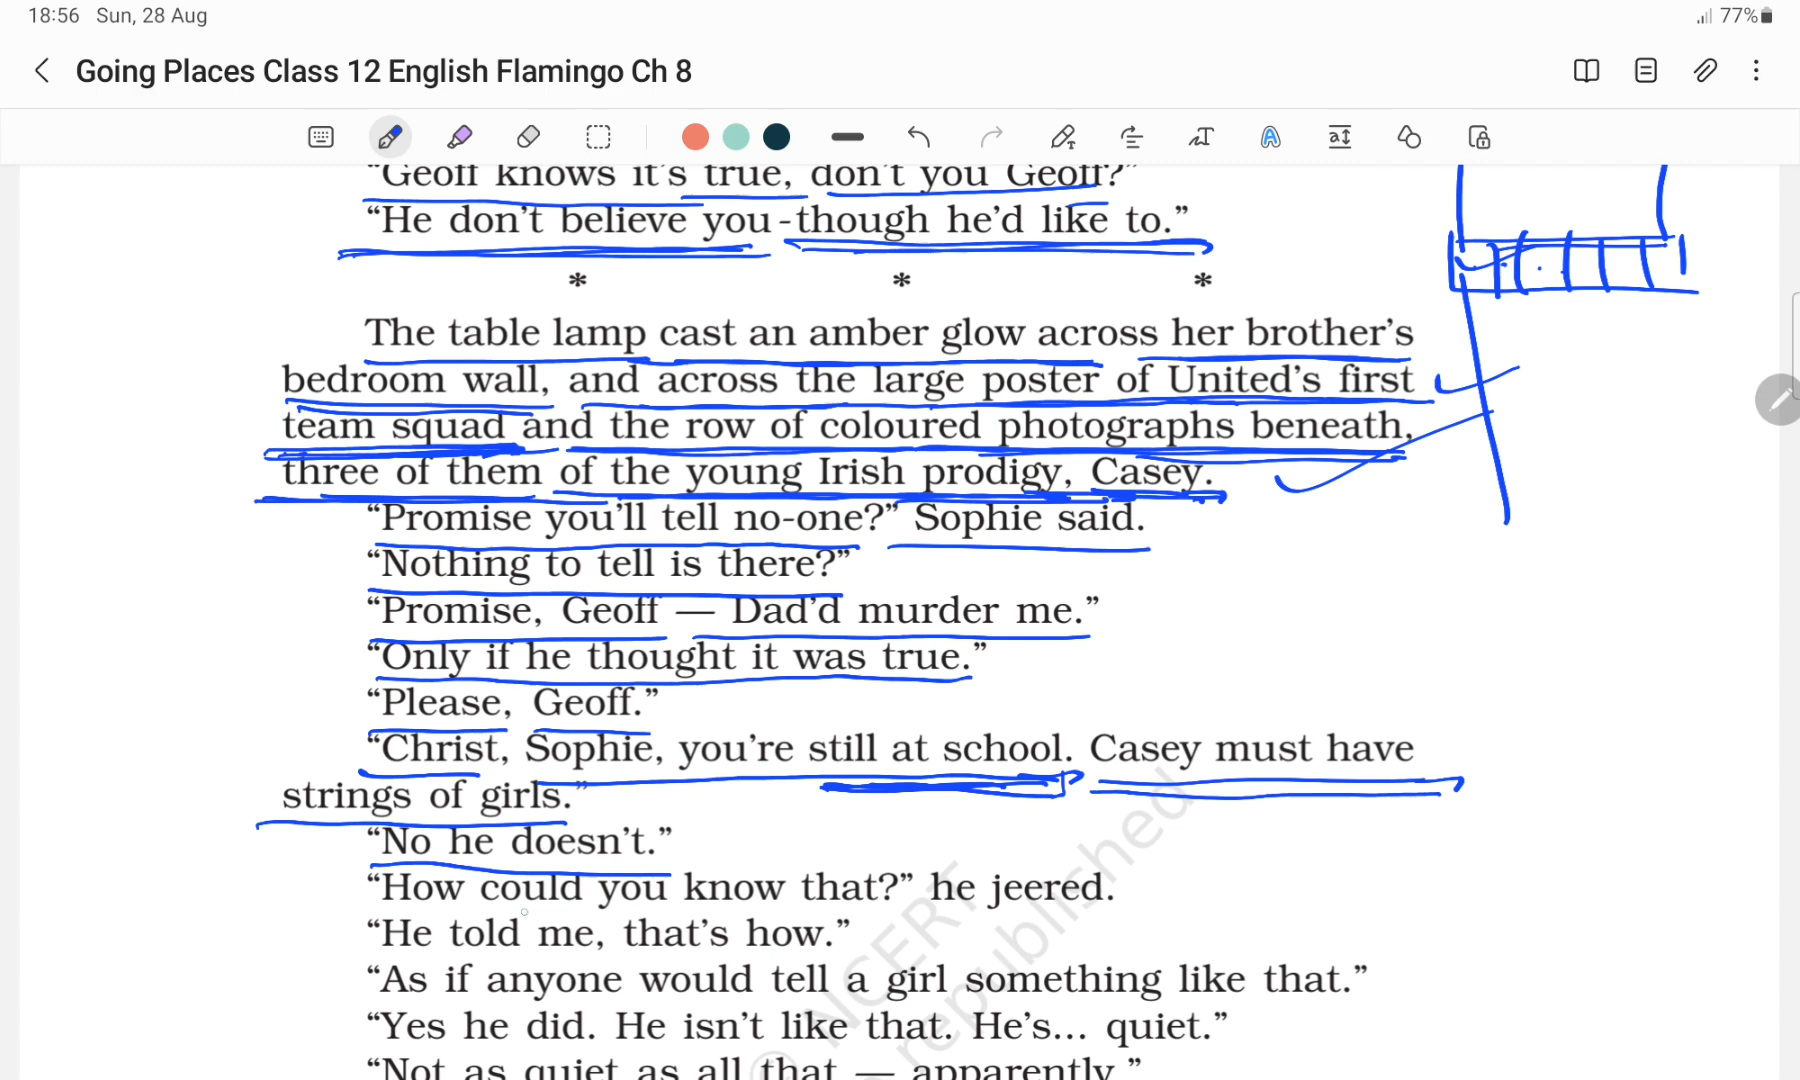 18:56 Sun, 28 Aug
77%
Going Places Class 12 English Flamingo Ch 8
“Geoff knows it’s true, don’t you Geoff?”
“He don’t believe you - though he’d like to.”
* * *
The table lamp cast an amber glow across her brother’s
bedroom wall, and across the large poster of United’s first
team squad and the row of coloured photographs beneath,
three of them of the young Irish prodigy, Casey.
“Promise you’ll tell no-one?” Sophie said.
“Nothing to tell is there?”
“Promise, Geoff — Dad’d murder me.”
“Only if he thought it was true.”
“Please, Geoff.”
“Christ, Sophie, you’re still at school. Casey must have
strings of girls.”
“No he doesn’t.”
“How could you know that?” he jeered.
“He told me, that’s how.”
“As if anyone would tell a girl something like that.”
“Yes he did. He isn’t like that. He’s... quiet.”
“Not as quiet as all that — apparently.”
© NCERT
republished